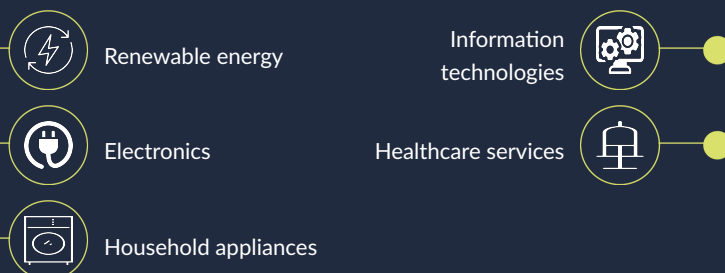 Renewable energy
Information
technologies
Electronics
Healthcare services
Household appliances